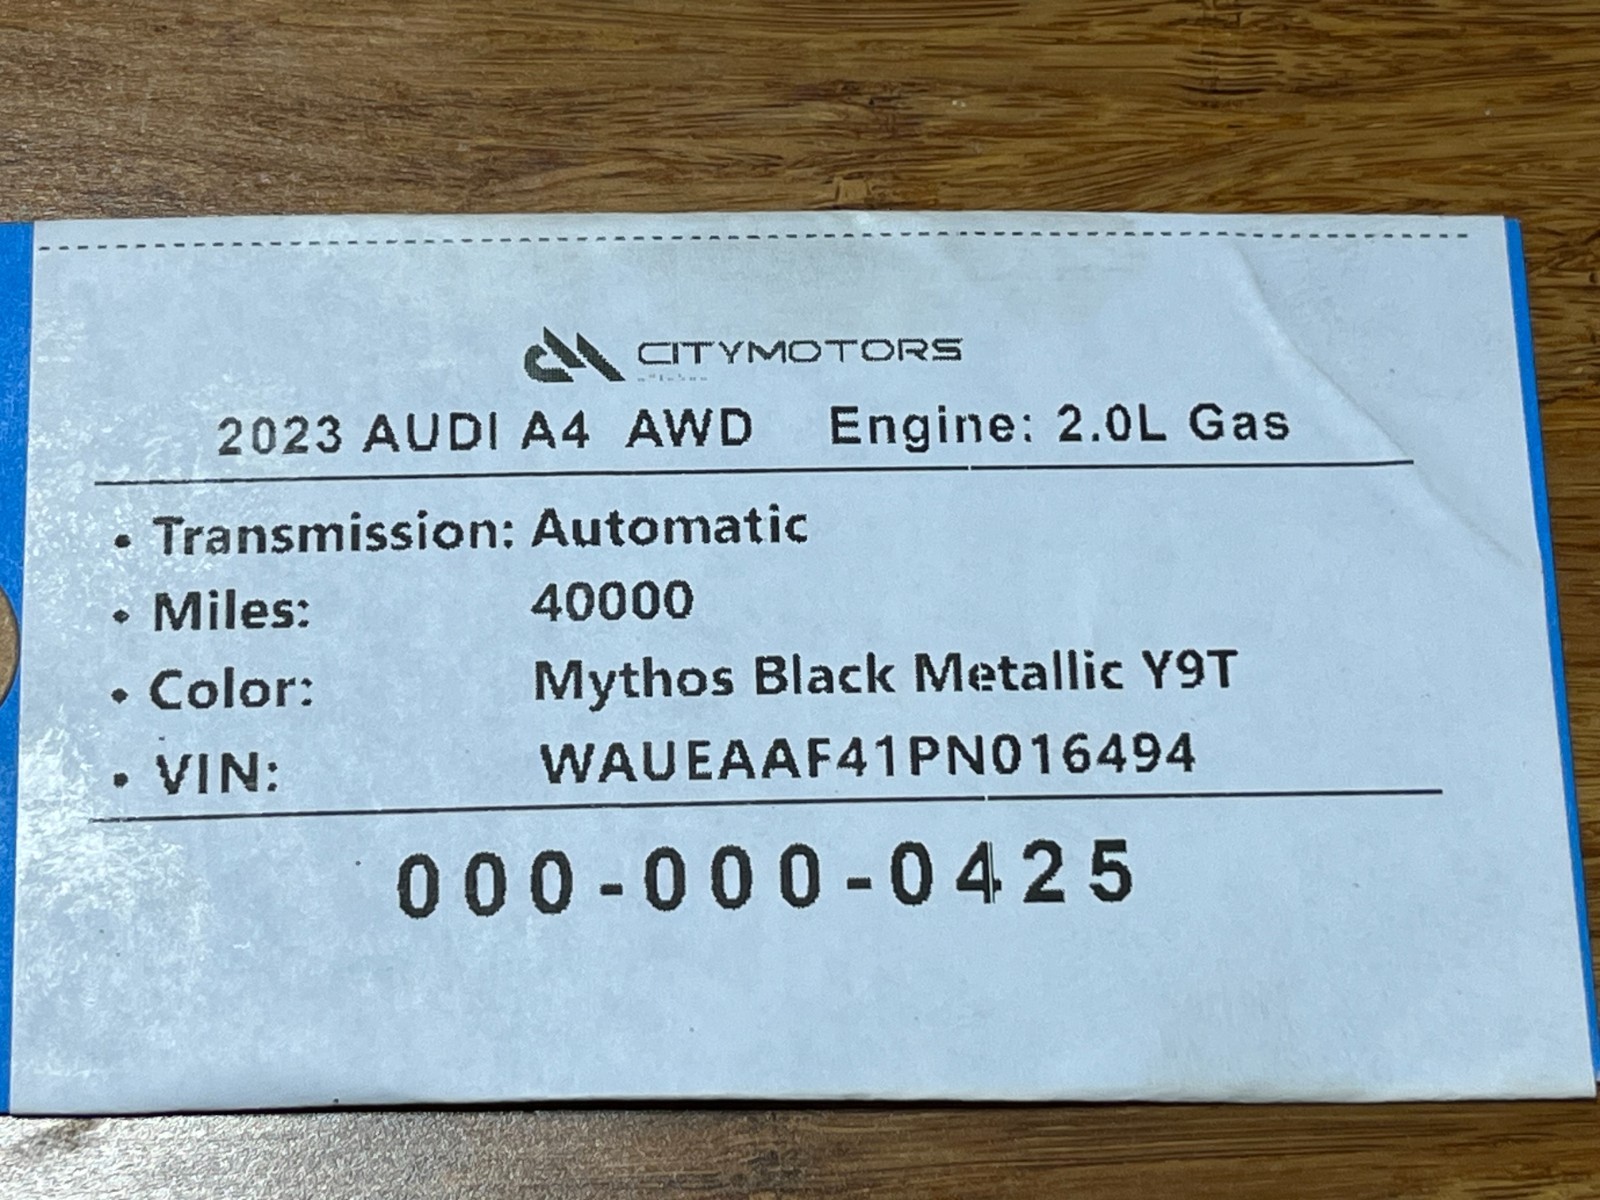 CITYMOTORS
2023 AUDI A4 AWD Engine: 2.0L Gas
• Transmission: Automatic
• Miles: 40000
• Color: Mythos Black Metallic Y9T
• VIN: WAUEAAF41PN016494
000-000-0425